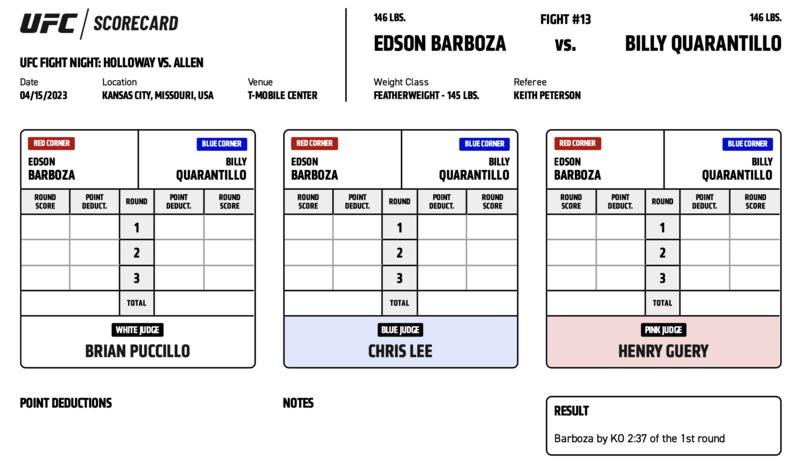 UFC / SCORECARD
UFC FIGHT NIGHT: HOLLOWAY VS. ALLEN
Date Location Venue
04/15/2023 KANSAS CITY, MISSOURI, USA T-MOBILE CENTER
146 LBS. FIGHT #13 146 LBS.
EDSON BARBOZA VS. BILLY QUARANTILLO
Weight Class Referee
FEATHERWEIGHT - 145 LBS. KEITH PETERSON
RED CORNER BLUE CORNER
EDSON BILLY
BARBOZA QUARANTILLO
ROUND POINT ROUND POINT ROUND
SCORE DEDUCT. DEDUCT. SCORE
1
2
3
TOTAL
WHITE JUDGE
BRIAN PUCCILLO
RED CORNER BLUE CORNER
EDSON BILLY
BARBOZA QUARANTILLO
ROUND POINT ROUND POINT ROUND
SCORE DEDUCT. DEDUCT. SCORE
1
2
3
TOTAL
BLUE JUDGE
CHRIS LEE
RED CORNER BLUE CORNER
EDSON BILLY
BARBOZA QUARANTILLO
ROUND POINT ROUND POINT ROUND
SCORE DEDUCT. DEDUCT. SCORE
1
2
3
TOTAL
PINK JUDGE
HENRY GUERY
POINT DEDUCTIONS
NOTES
RESULT
Barboza by KO 2:37 of the 1st round